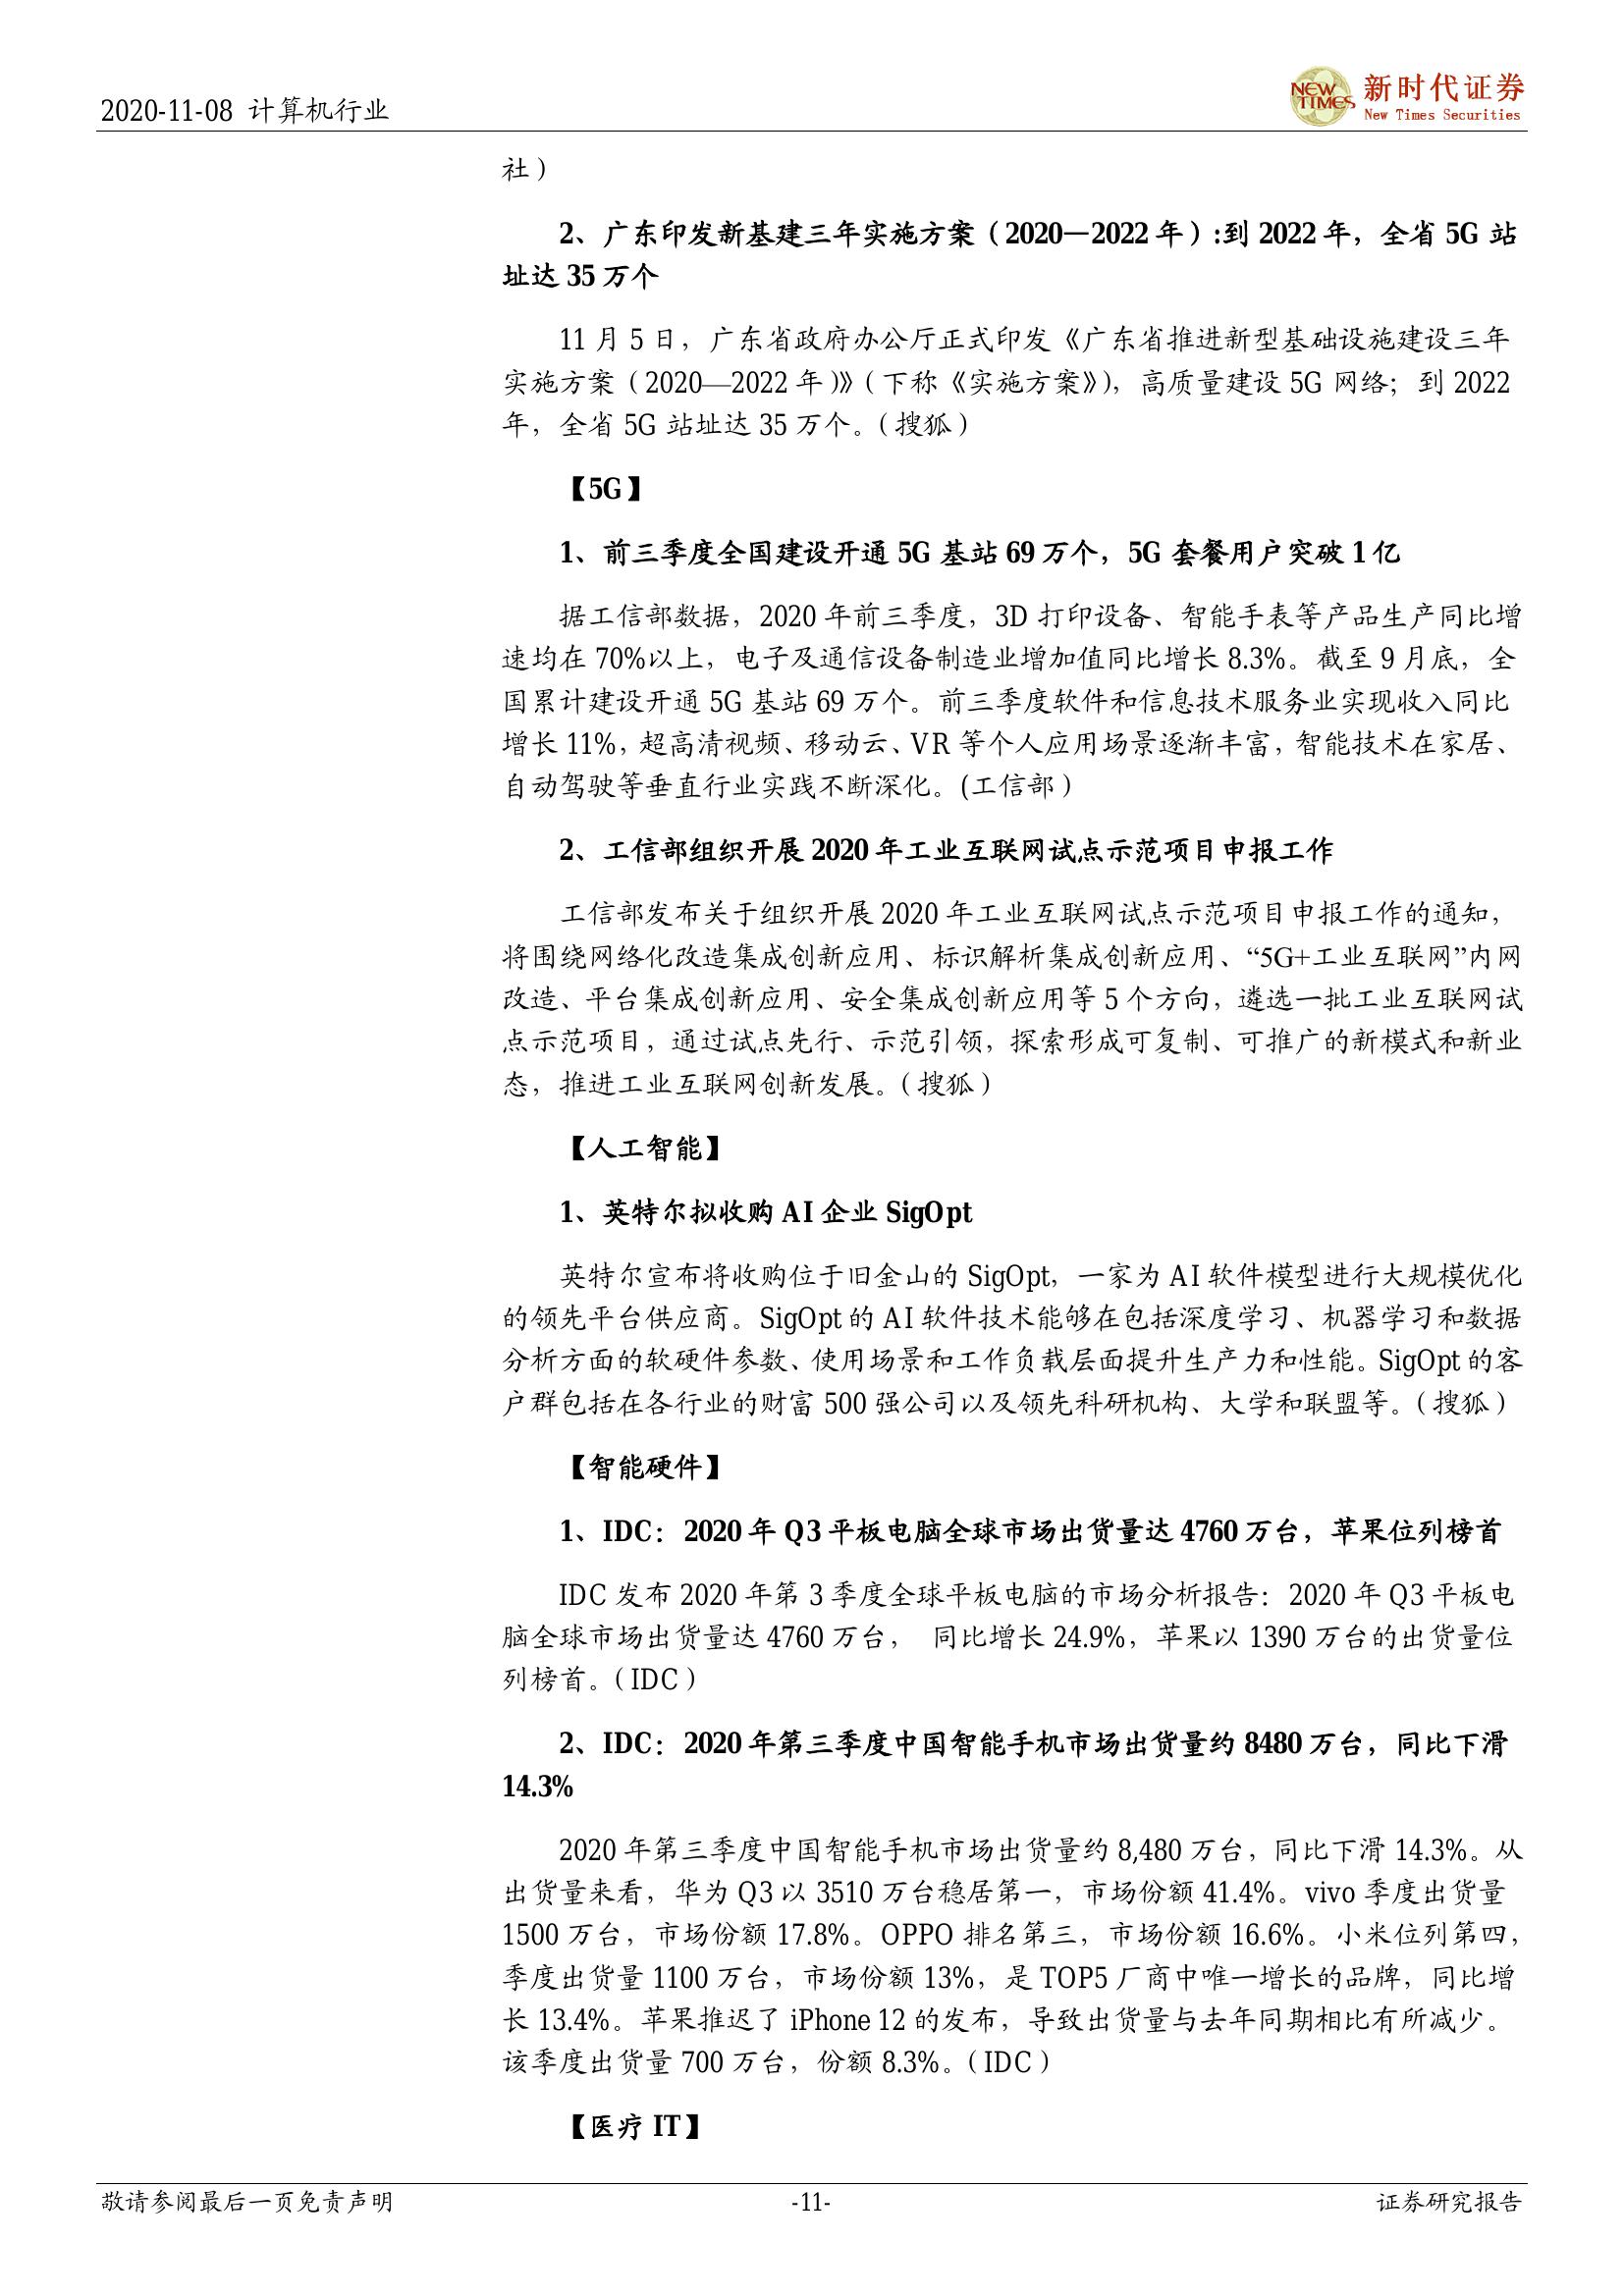 2020-11-08 计算机行业
NEW TIMES
新时代证券
New Times Securities
社）
2、广东印发新基建三年实施方案（2020—2022 年）:到 2022 年，全省 5G 站
址达 35 万个
11 月 5 日，广东省政府办公厅正式印发《广东省推进新型基础设施建设三年
实施方案（2020—2022 年）》（下称《实施方案》），高质量建设 5G 网络；到 2022
年，全省 5G 站址达 35 万个。（搜狐）
【5G】
1、前三季度全国建设开通 5G 基站 69 万个，5G 套餐用户突破 1 亿
据工信部数据，2020 年前三季度，3D 打印设备、智能手表等产品生产同比增
速均在 70%以上，电子及通信设备制造业增加值同比增长 8.3%。截至 9 月底，全
国累计建设开通 5G 基站 69 万个。前三季度软件和信息技术服务业实现收入同比
增长 11%，超高清视频、移动云、VR 等个人应用场景逐渐丰富，智能技术在家居、
自动驾驶等垂直行业实践不断深化。(工信部）
2、工信部组织开展 2020 年工业互联网试点示范项目申报工作
工信部发布关于组织开展 2020 年工业互联网试点示范项目申报工作的通知，
将围绕网络化改造集成创新应用、标识解析集成创新应用、“5G+工业互联网”内网
改造、平台集成创新应用、安全集成创新应用等 5 个方向，遴选一批工业互联网试
点示范项目，通过试点先行、示范引领，探索形成可复制、可推广的新模式和新业
态，推进工业互联网创新发展。（搜狐）
【人工智能】
1、英特尔拟收购 AI 企业 SigOpt
英特尔宣布将收购位于旧金山的 SigOpt，一家为 AI 软件模型进行大规模优化
的领先平台供应商。SigOpt 的 AI 软件技术能够在包括深度学习、机器学习和数据
分析方面的软硬件参数、使用场景和工作负载层面提升生产力和性能。SigOpt 的客
户群包括在各行业的财富 500 强公司以及领先科研机构、大学和联盟等。（搜狐）
【智能硬件】
1、IDC：2020 年 Q3 平板电脑全球市场出货量达 4760 万台，苹果位列榜首
IDC 发布 2020 年第 3 季度全球平板电脑的市场分析报告：2020 年 Q3 平板电
脑全球市场出货量达 4760 万台， 同比增长 24.9%，苹果以 1390 万台的出货量位
列榜首。（IDC）
2、IDC：2020 年第三季度中国智能手机市场出货量约 8480 万台，同比下滑
14.3%
2020 年第三季度中国智能手机市场出货量约 8,480 万台，同比下滑 14.3%。从
出货量来看，华为 Q3 以 3510 万台稳居第一，市场份额 41.4%。vivo 季度出货量
1500 万台，市场份额 17.8%。OPPO 排名第三，市场份额 16.6%。小米位列第四，
季度出货量 1100 万台，市场份额 13%，是 TOP5 厂商中唯一增长的品牌，同比增
长 13.4%。苹果推迟了 iPhone 12 的发布，导致出货量与去年同期相比有所减少。
该季度出货量 700 万台，份额 8.3%。（IDC）
【医疗 IT】
敬请参阅最后一页免责声明
-11-
证券研究报告